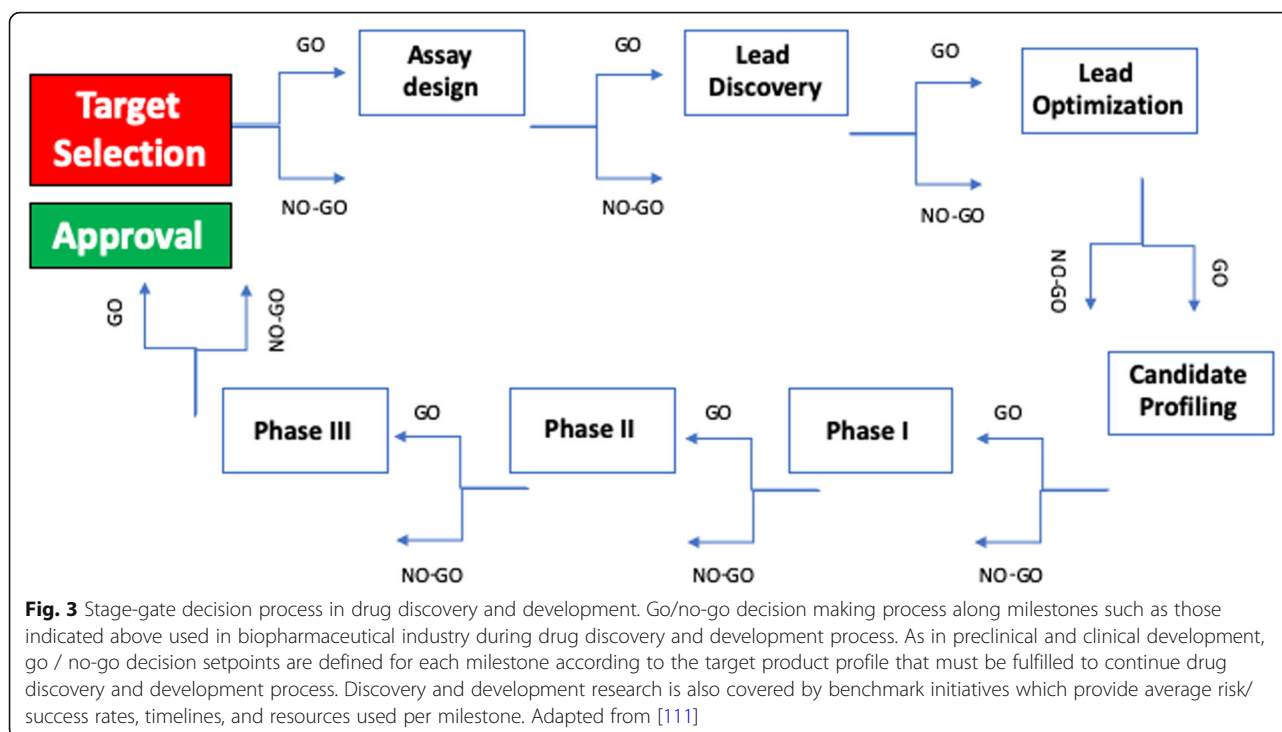 GO
Assay
design
GO
Lead
Discovery
GO
Lead
Optimization
Target
Selection
NO-GO
NO-GO
NO-GO
Approval
GO
NO-GO
NO-GO
GO
Candidate
Profiling
Phase III
GO
Phase II
GO
Phase I
GO
NO-GO
NO-GO
NO-GO
Fig. 3 Stage-gate decision process in drug discovery and development. Go/no-go decision making process along milestones such as those
indicated above used in biopharmaceutical industry during drug discovery and development process. As in preclinical and clinical development,
go / no-go decision setpoints are defined for each milestone according to the target product profile that must be fulfilled to continue drug
discovery and development process. Discovery and development research is also covered by benchmark initiatives which provide average risk/
success rates, timelines, and resources used per milestone. Adapted from [111]